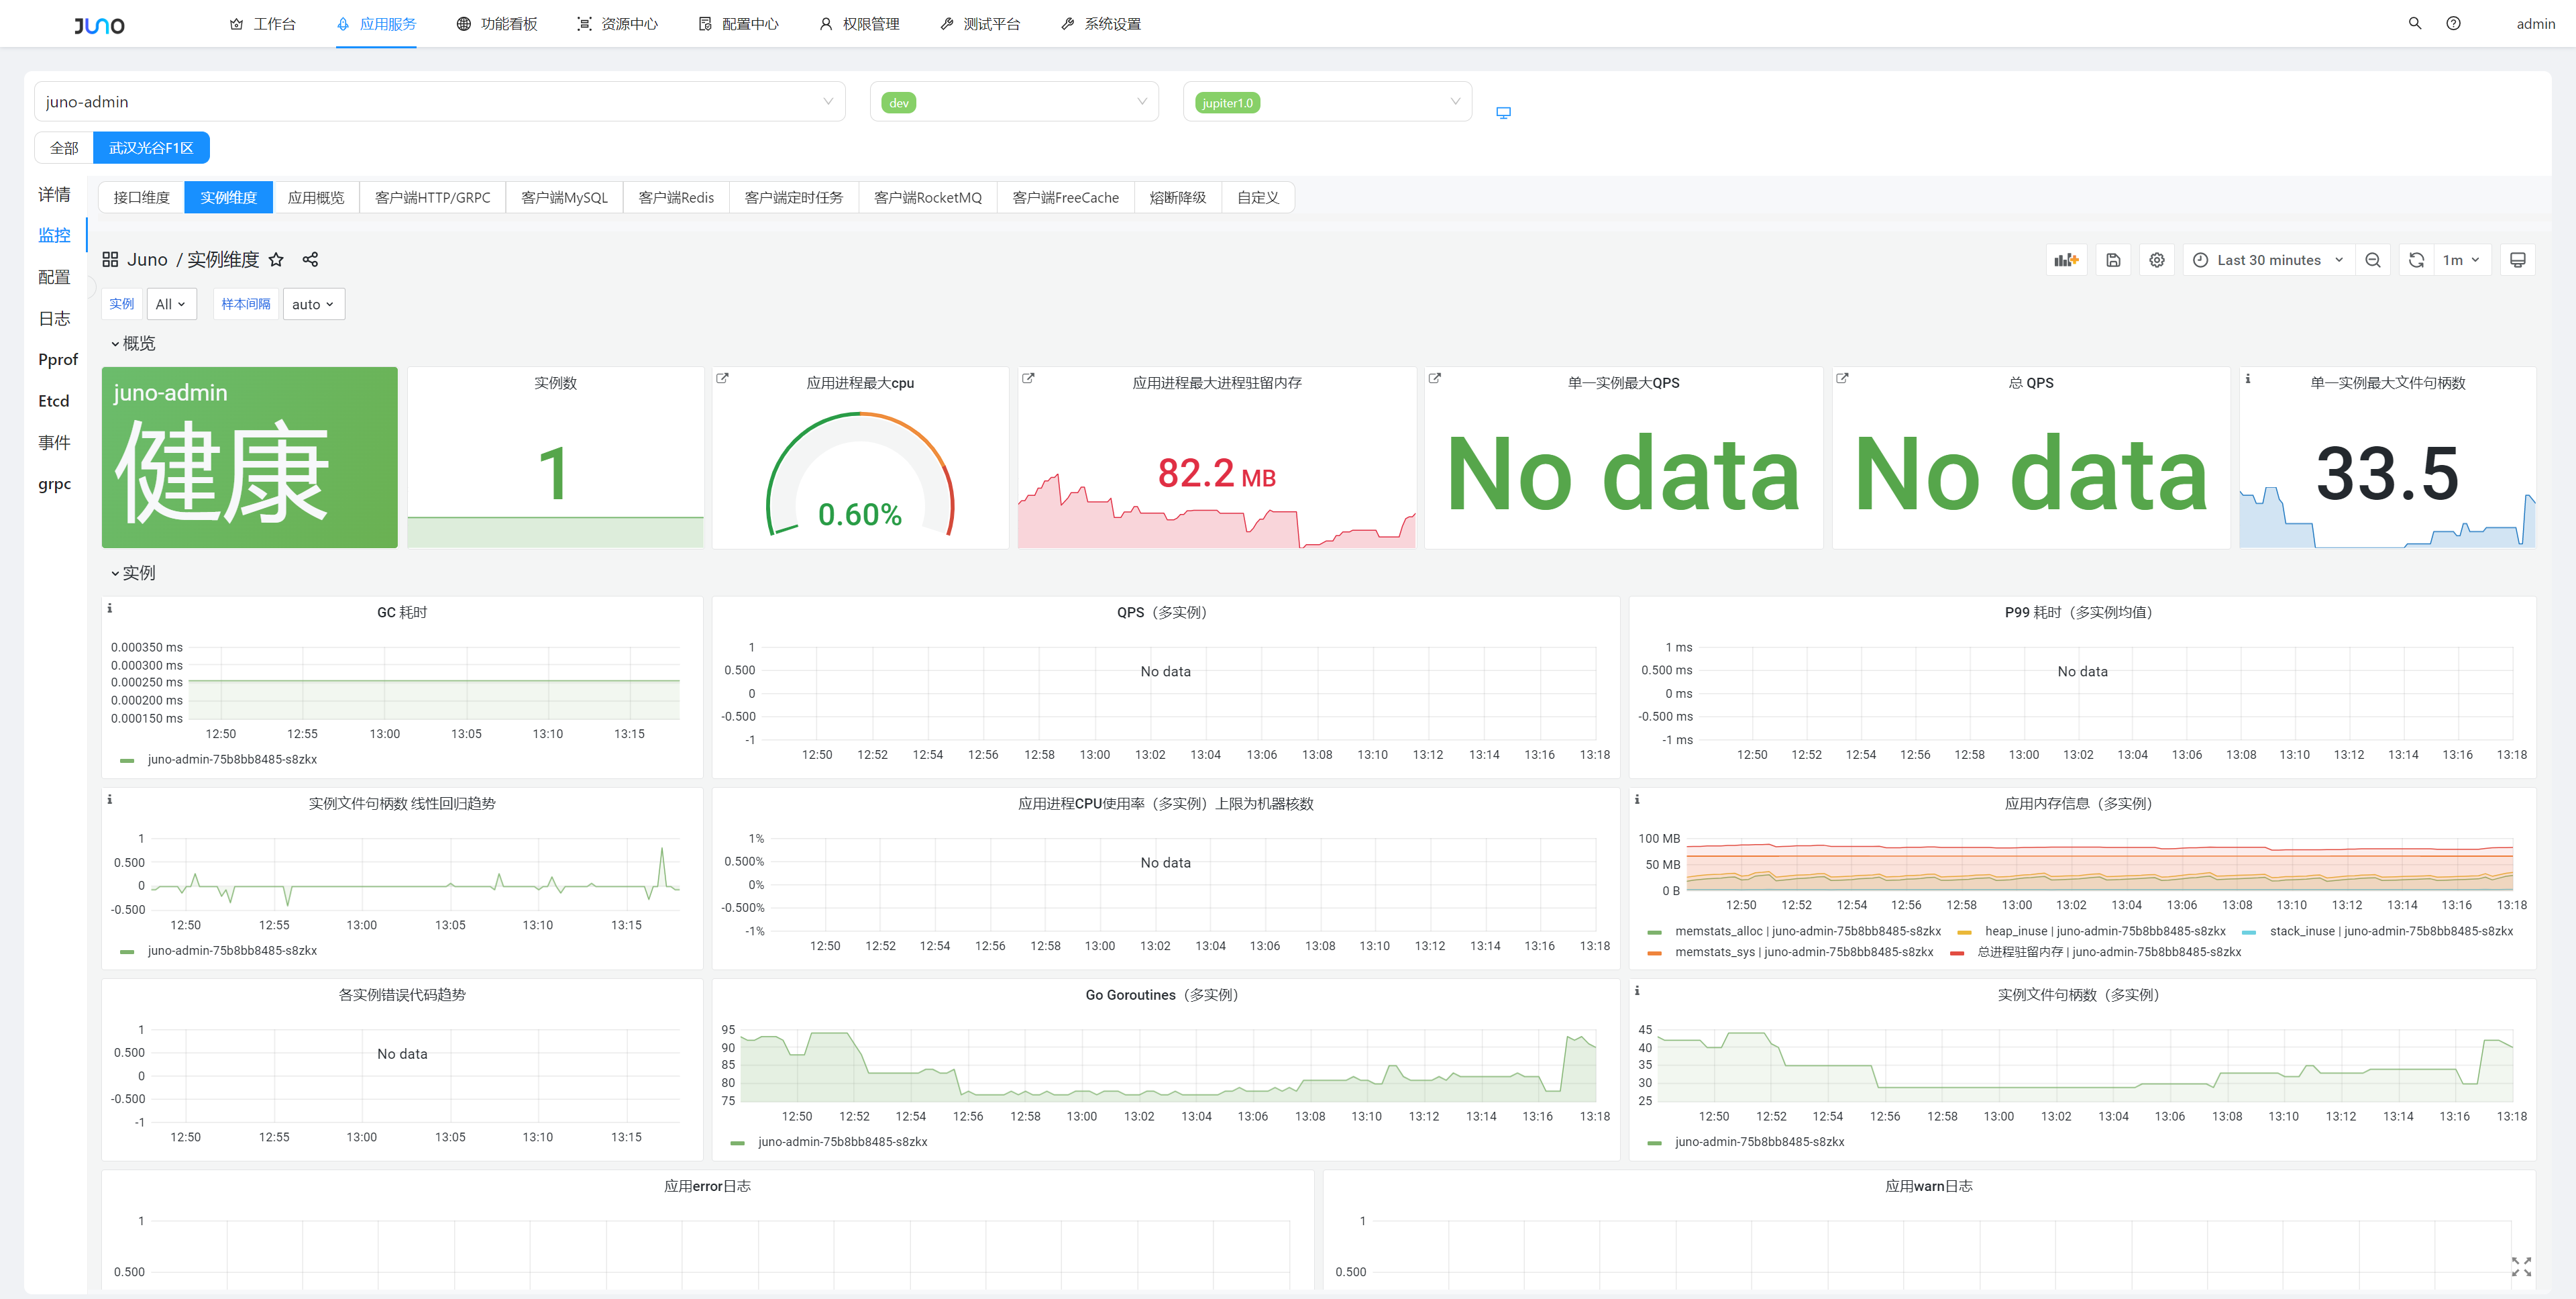 JUNO 工作台 应用服务 功能看板 资源中心 配置中心 权限管理 测试平台 系统设置 admin
juno-admin dev jupiter1.0
全部 武汉光谷F1区
详情
监控
配置
日志
Pprof
Etcd
事件
grpc
接口维度 实例维度 应用概览 客户端HTTP/GRPC 客户端MySQL 客户端Redis 客户端定时任务 客户端RocketMQ 客户端FreeCache 熔断降级 自定义
Juno / 实例维度 Last 30 minutes 1m
实例 All 样本间隔 auto
概览
juno-admin
健康
实例数
1
应用进程最大cpu
0.60%
应用进程最大进程驻留内存
82.2 MB
单一实例最大QPS
No data
总 QPS
No data
单一实例最大文件句柄数
33.5
实例
GC 耗时
0.000350 ms
0.000300 ms
0.000250 ms
0.000200 ms
0.000150 ms
12:50 12:55 13:00 13:05 13:10 13:15
juno-admin-75b8bb8485-s8zkx
QPS（多实例）
1
0.500
0
-0.500
-1
No data
12:50 12:52 12:54 12:56 12:58 13:00 13:02 13:04 13:06 13:08 13:10 13:12 13:14 13:16 13:18
P99 耗时（多实例均值）
1 ms
0.500 ms
0 ms
-0.500 ms
-1 ms
No data
12:50 12:52 12:54 12:56 12:58 13:00 13:02 13:04 13:06 13:08 13:10 13:12 13:14 13:16 13:18
实例文件句柄数 线性回归趋势
1
0.500
0
-0.500
12:50 12:55 13:00 13:05 13:10 13:15
juno-admin-75b8bb8485-s8zkx
应用进程CPU使用率（多实例）上限为机器核数
1%
0.500%
0%
-0.500%
-1%
No data
12:50 12:52 12:54 12:56 12:58 13:00 13:02 13:04 13:06 13:08 13:10 13:12 13:14 13:16 13:18
应用内存信息（多实例）
100 MB
50 MB
0 B
12:50 12:52 12:54 12:56 12:58 13:00 13:02 13:04 13:06 13:08 13:10 13:12 13:14 13:16 13:18
memstats_alloc | juno-admin-75b8bb8485-s8zkx heap_inuse | juno-admin-75b8bb8485-s8zkx stack_inuse | juno-admin-75b8bb8485-s8zkx
memstats_sys | juno-admin-75b8bb8485-s8zkx 总进程驻留内存 | juno-admin-75b8bb8485-s8zkx
各实例错误代码趋势
1
0.500
0
-0.500
-1
No data
12:50 12:55 13:00 13:05 13:10 13:15
Go Goroutines（多实例）
95
90
85
80
75
12:50 12:52 12:54 12:56 12:58 13:00 13:02 13:04 13:06 13:08 13:10 13:12 13:14 13:16 13:18
juno-admin-75b8bb8485-s8zkx
实例文件句柄数（多实例）
45
40
35
30
25
12:50 12:52 12:54 12:56 12:58 13:00 13:02 13:04 13:06 13:08 13:10 13:12 13:14 13:16 13:18
juno-admin-75b8bb8485-s8zkx
应用error日志
1
0.500
应用warn日志
1
0.500